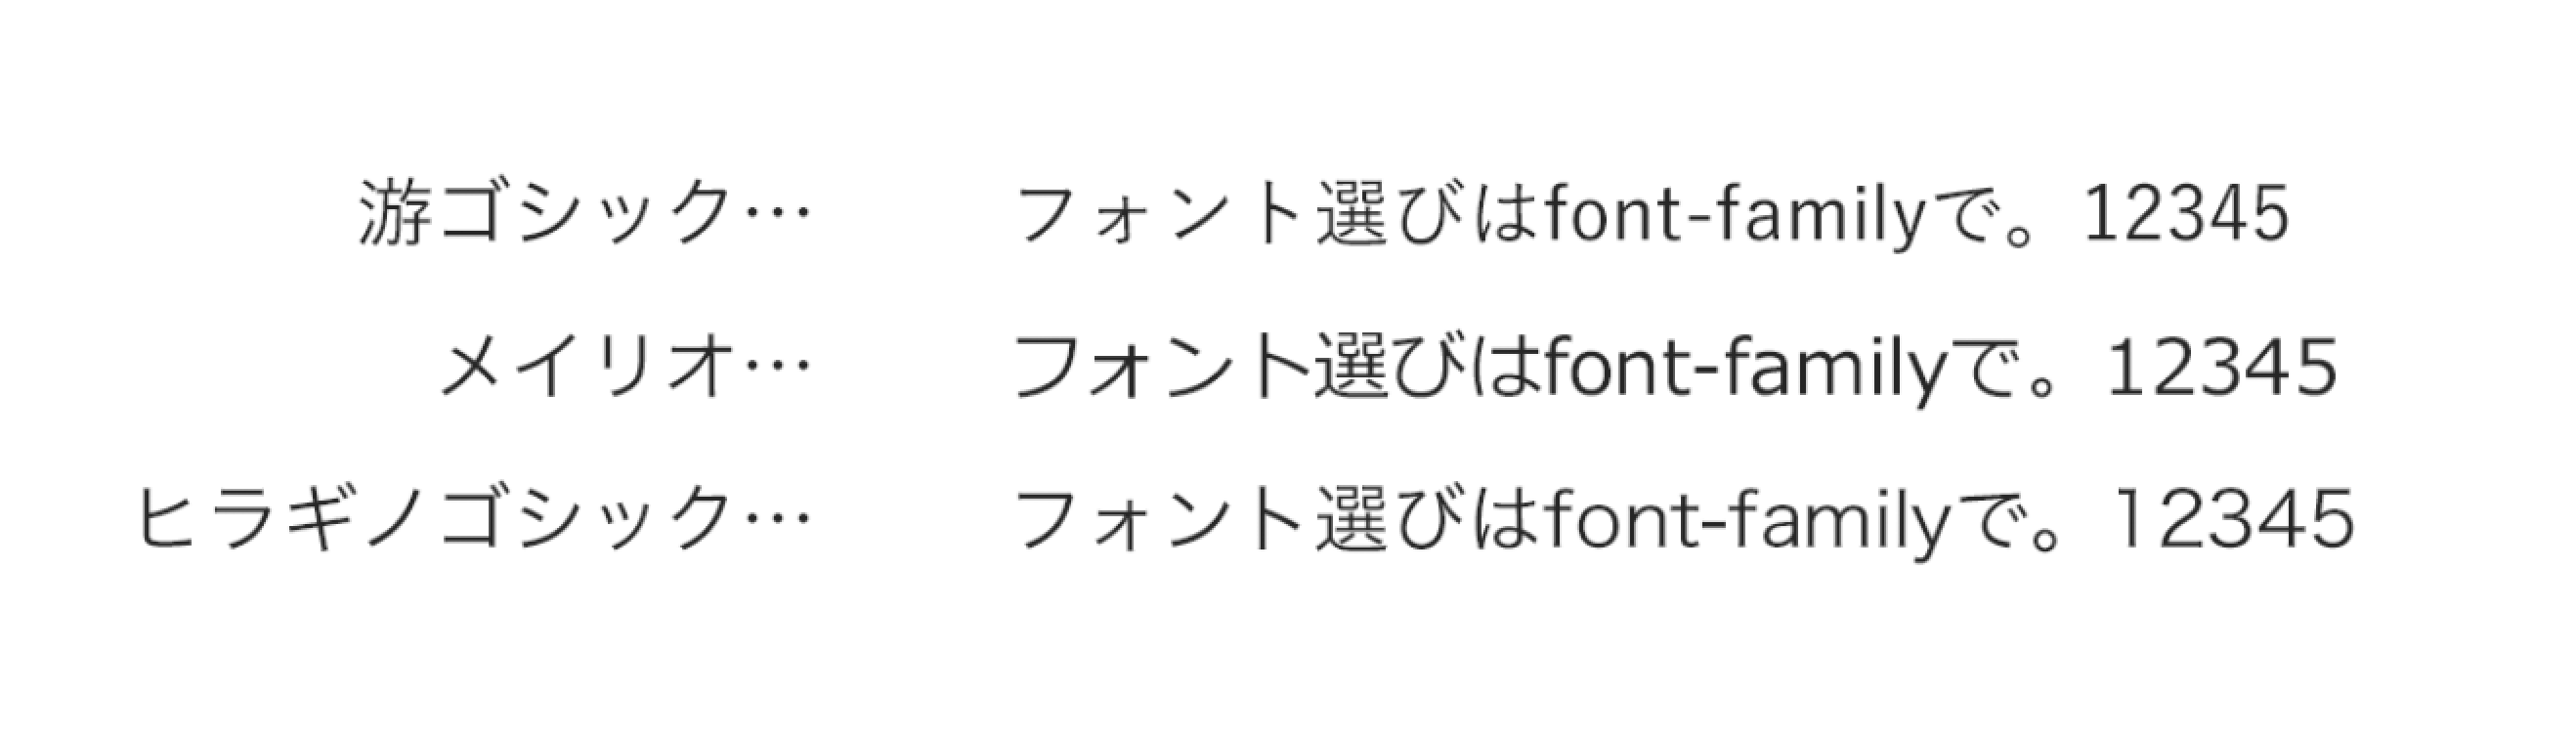 游ゴシック… フォント選びはfont-familyで。12345
メイリオ… フォント選びはfont-familyで。12345
ヒラギノゴシック… フォント選びはfont-familyで。12345